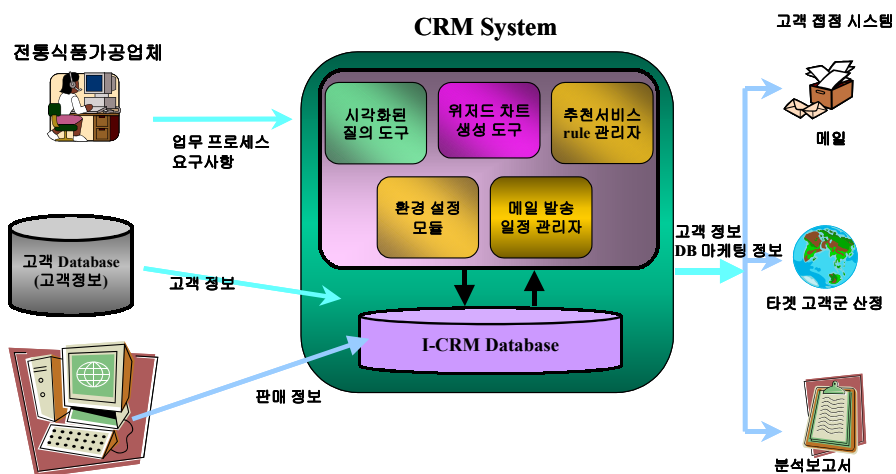 CRM System
고객 접점 시스템
전통식품가공업체
시각화된
질의 도구
위저드 차트
생성 도구
추천서비스
rule 관리자
업무 프로세스
요구사항
메일
환경 설정
모듈
메일 발송
일정 관리자
고객 정보
DB 마케팅 정보
고객 Database
(고객정보)
고객 정보
타겟 고객군 산정
I-CRM Database
판매 정보
분석보고서